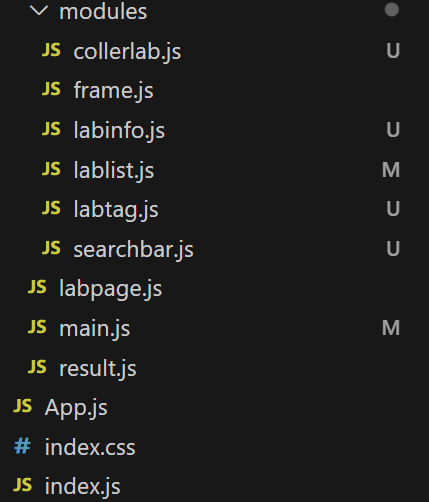 modules
JS collerlab.js U
JS frame.js
JS labinfo.js U
JS lablist.js M
JS labtag.js U
JS searchbar.js U
JS labpage.js
JS main.js M
JS result.js
JS App.js
# index.css
JS index.js